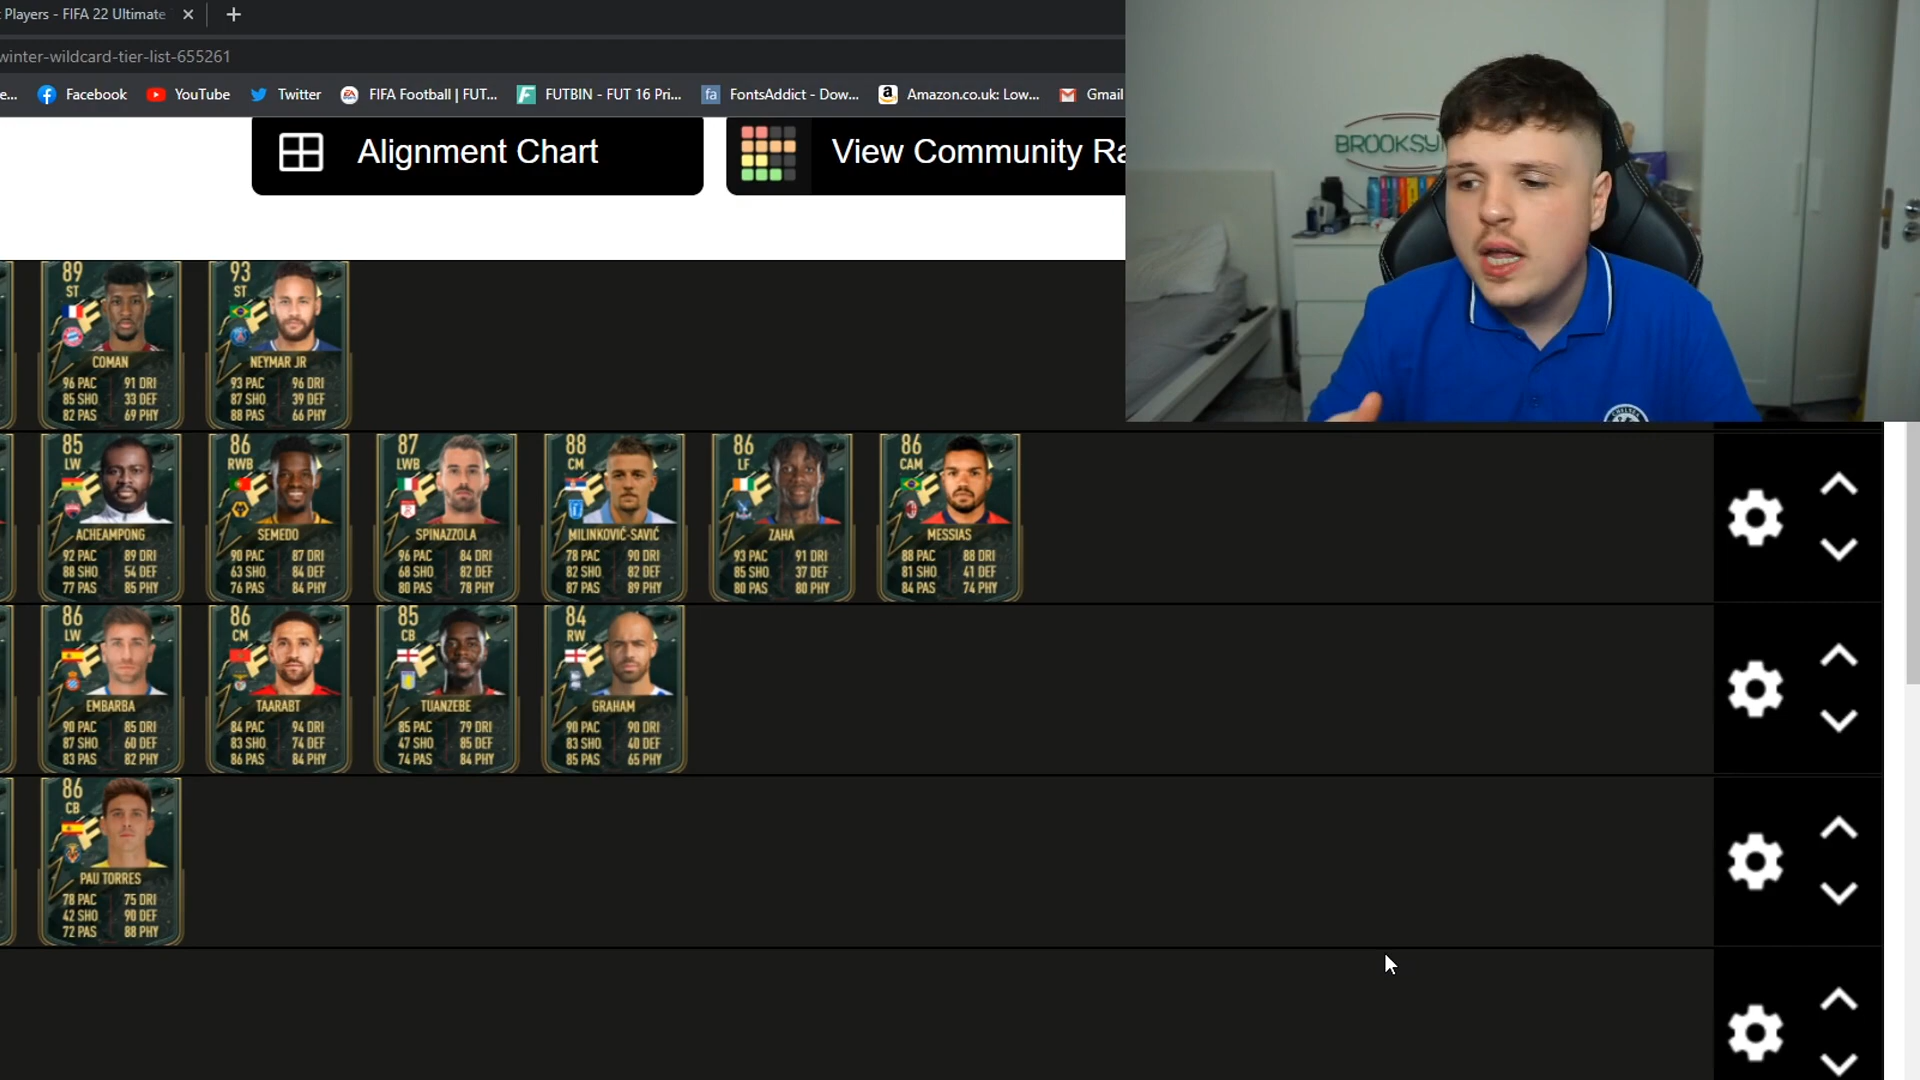 : Players - FIFA 22 Ultimate
winter-wildcard-tier-list-655261
e... Facebook YouTube Twitter FIFA Football | FUT... FUTBIN - FUT 16 Pri... fa FontsAddict - Dow... Amazon.co.uk: Low... Gmail
Alignment Chart
View Community Ra
BROOKSY
CHELSEA
89
ST
COMAN
96 PAC 91 DRI
85 SHO 33 DEF
82 PAS 69 PHY
93
ST
NEYMAR JR
93 PAC 96 DRI
87 SHO 39 DEF
88 PAS 66 PHY
85
LW
ACHEAMPONG
92 PAC 89 DRI
88 SHO 54 DEF
77 PAS 85 PHY
86
RWB
SEMEDO
90 PAC 87 DRI
63 SHO 84 DEF
76 PAS 84 PHY
87
LWB
SPINAZZOLA
96 PAC 84 DRI
68 SHO 82 DEF
80 PAS 78 PHY
88
CM
MILINKOVIĆ-SAVIĆ
78 PAC 90 DRI
82 SHO 82 DEF
87 PAS 89 PHY
86
LF
ZAHA
93 PAC 91 DRI
85 SHO 37 DEF
80 PAS 80 PHY
86
CAM
MESSIAS
88 PAC 88 DRI
81 SHO 41 DEF
84 PAS 74 PHY
86
LW
EMBARBA
90 PAC 85 DRI
87 SHO 60 DEF
83 PAS 82 PHY
86
CM
TAARABT
84 PAC 94 DRI
83 SHO 74 DEF
86 PAS 84 PHY
85
CB
TUANZEBE
85 PAC 79 DRI
47 SHO 85 DEF
74 PAS 84 PHY
84
RW
GRAHAM
90 PAC 90 DRI
83 SHO 40 DEF
85 PAS 65 PHY
86
CB
PAU TORRES
78 PAC 75 DRI
42 SHO 90 DEF
72 PAS 88 PHY